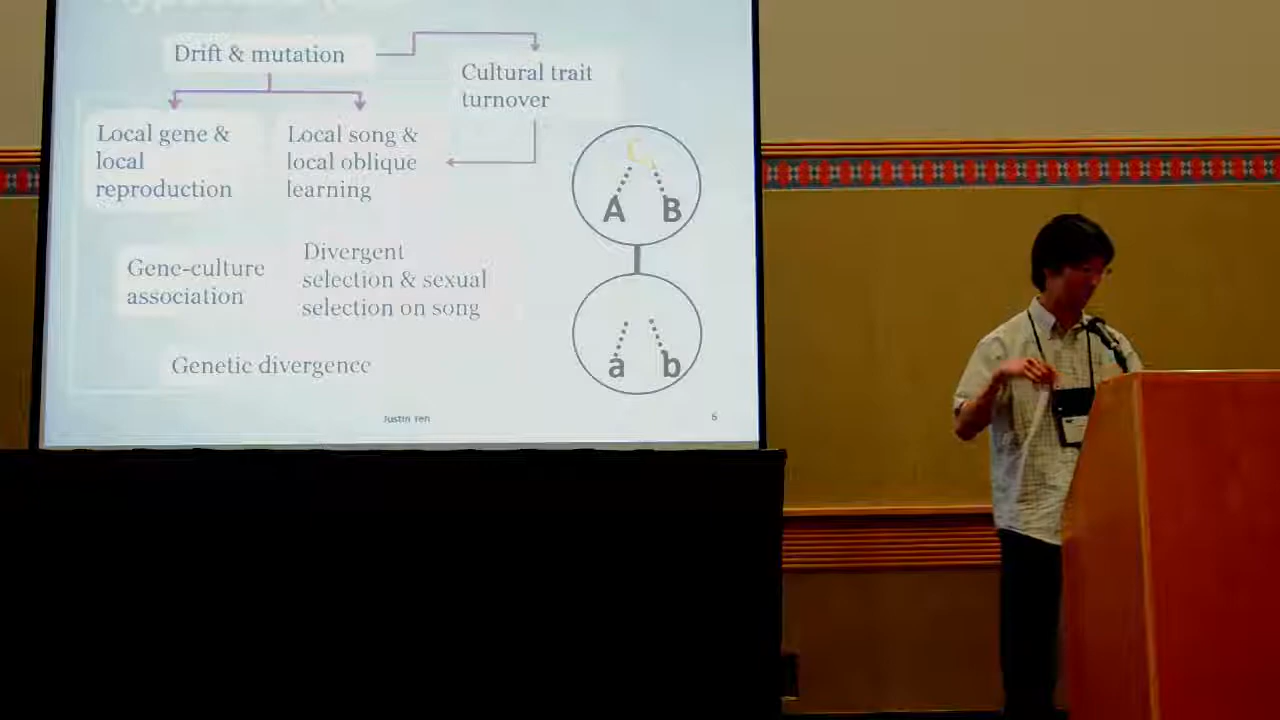 Drift & mutation
Cultural trait
turnover
Local gene &
local
reproduction
Local song &
local oblique
learning
Gene-culture
association
Divergent
selection & sexual
selection on song
Genetic divergence
A B
a b
6